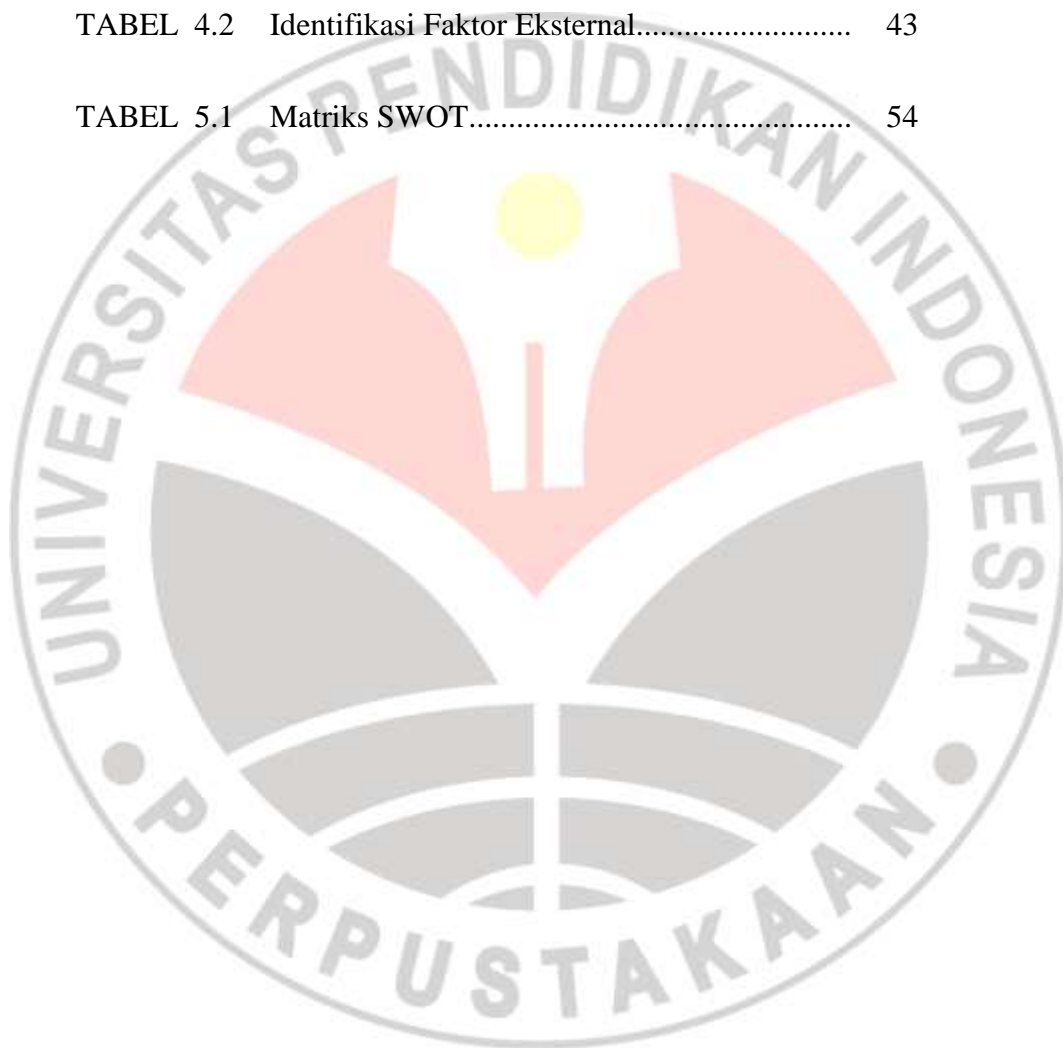 TABEL 4.2 Identifikasi Faktor Eksternal........................... 43
TABEL 5.1 Matriks SWOT................................................ 54
UNIVERSITAS PENDIDIKAN INDONESIA
PERPUSTAKAAN